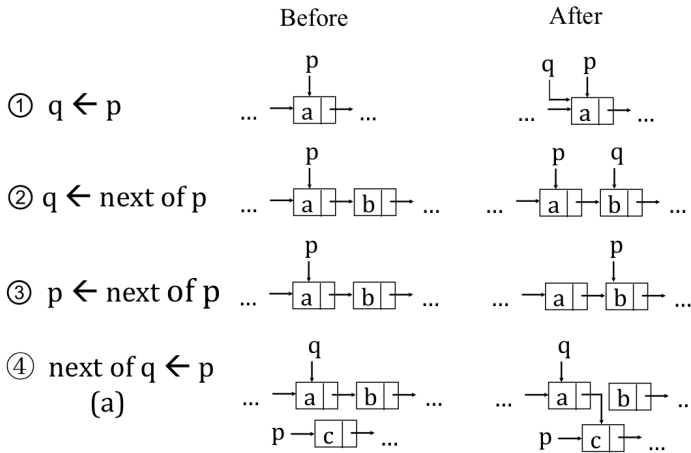 Before After
p q p
① q ← p ... a ... ... a ...
p p q
② q ← next of p ... a b ... ... a b ...
p p
③ p ← next of p ... a b ... ... a b ...
q q
④ next of q ← p ... a b ... ... a b ..
(a) p c ... p c ...